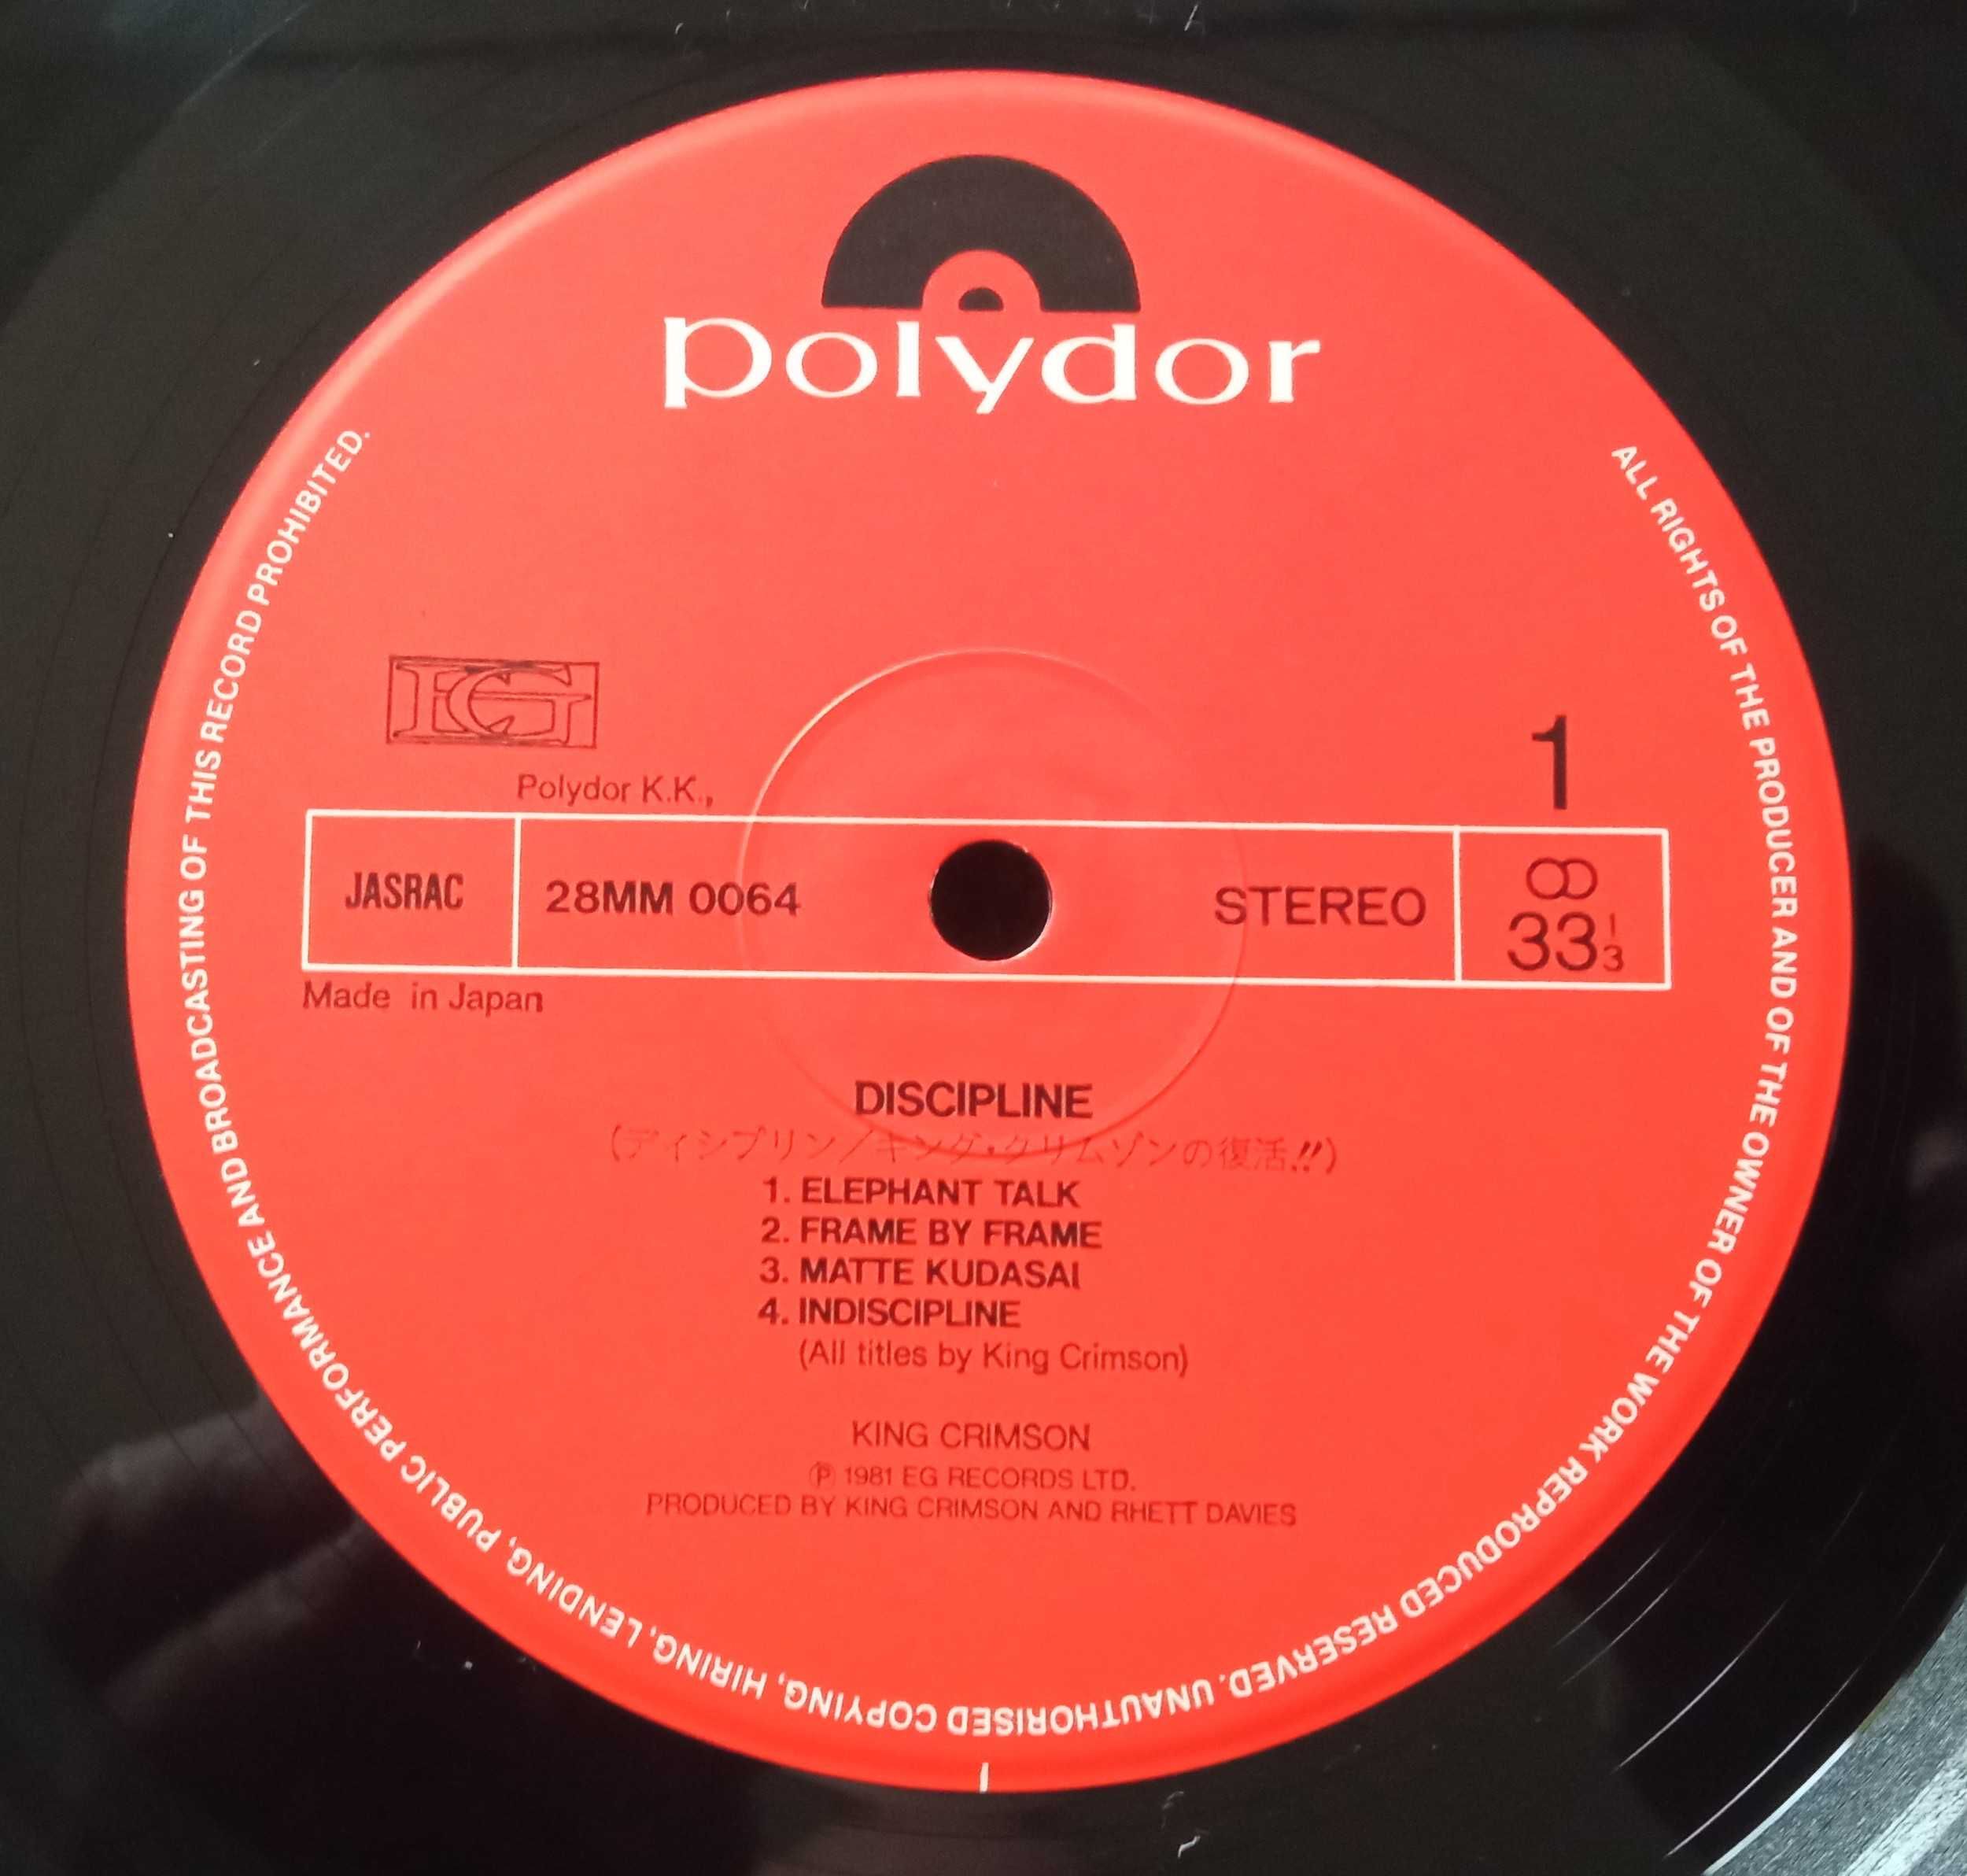 polydor
EG
1
Polydor K.K.,
JASRAC 28MM 0064 STEREO 33 1/3
Made in Japan
DISCIPLINE
(ディシプリン/キング・クリムゾンの復活!!)
1. ELEPHANT TALK
2. FRAME BY FRAME
3. MATTE KUDASAI
4. INDISCIPLINE
(All titles by King Crimson)
KING CRIMSON
Ⓟ 1981 EG RECORDS LTD.
PRODUCED BY KING CRIMSON AND RHETT DAVIES
ALL RIGHTS OF THE PRODUCER AND OF THE OWNER OF THE WORK REPRODUCED RESERVED. UNAUTHORISED COPYING, HIRING, LENDING, PUBLIC PERFORMANCE AND BROADCASTING OF THIS RECORD PROHIBITED.